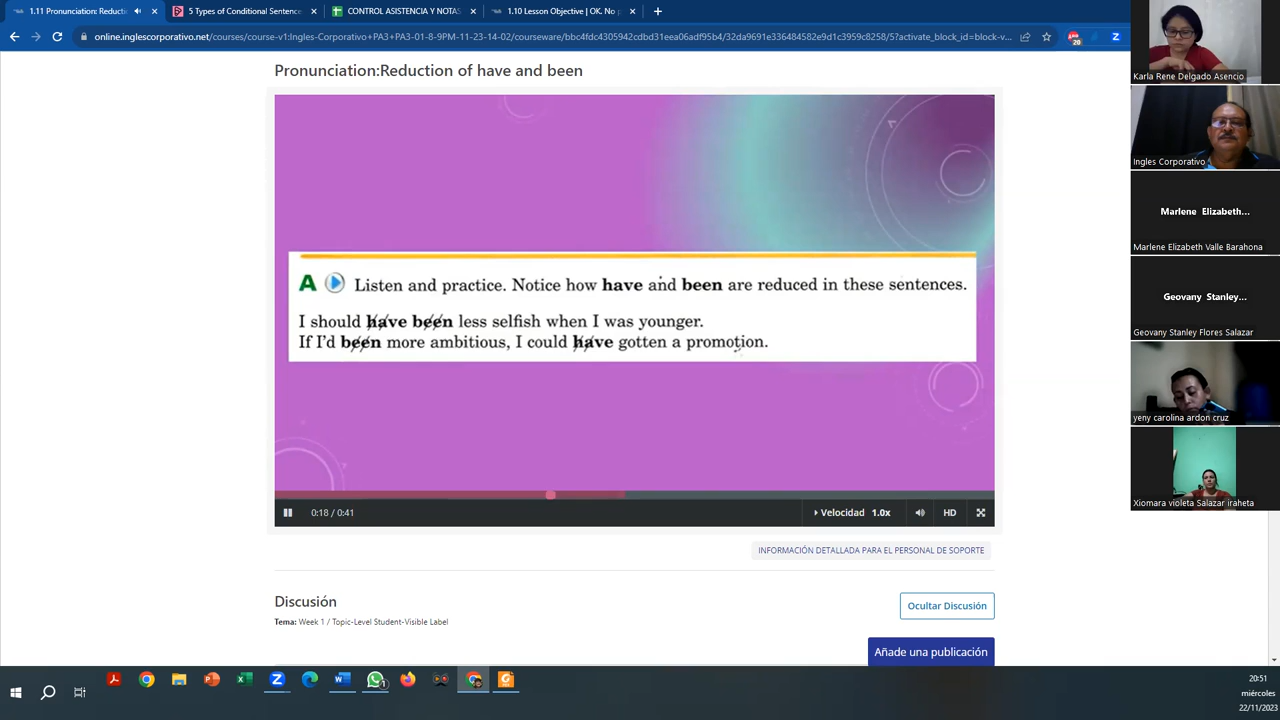 1.11 Pronunciation: Reducti
5 Types of Conditional Sentenc
CONTROL ASISTENCIA Y NOTAS
1.10 Lesson Objective | OK. No p
online.inglescorporativo.net/courses/course-v1:Ingles-Corporativo+PA3+PA3-01-8-9PM-11-23-14-02/courseware/bbc4fdc4305942cdbd31eea06adf95b4/32da9691e336484582e9d1c3959c8258/5?activate_block_id=block-v...
20
Pronunciation:Reduction of have and been
A Listen and practice. Notice how have and been are reduced in these sentences.
I should have been less selfish when I was younger.
If I'd been more ambitious, I could have gotten a promotion.
0:18 / 0:41
Velocidad 1.0x
HD
INFORMACIÓN DETALLADA PARA EL PERSONAL DE SOPORTE
Discusión
Ocultar Discusión
Tema: Week 1 / Topic-Level Student-Visible Label
Añade una publicación
Karla Rene Delgado Asencio
Ingles Corporativo
Marlene Elizabeth...
Marlene Elizabeth Valle Barahona
Geovany Stanley...
Geovany Stanley Flores Salazar
yeny carolina ardon cruz
Xiomara violeta Salazar iraheta
20:51
miércoles
22/11/2023